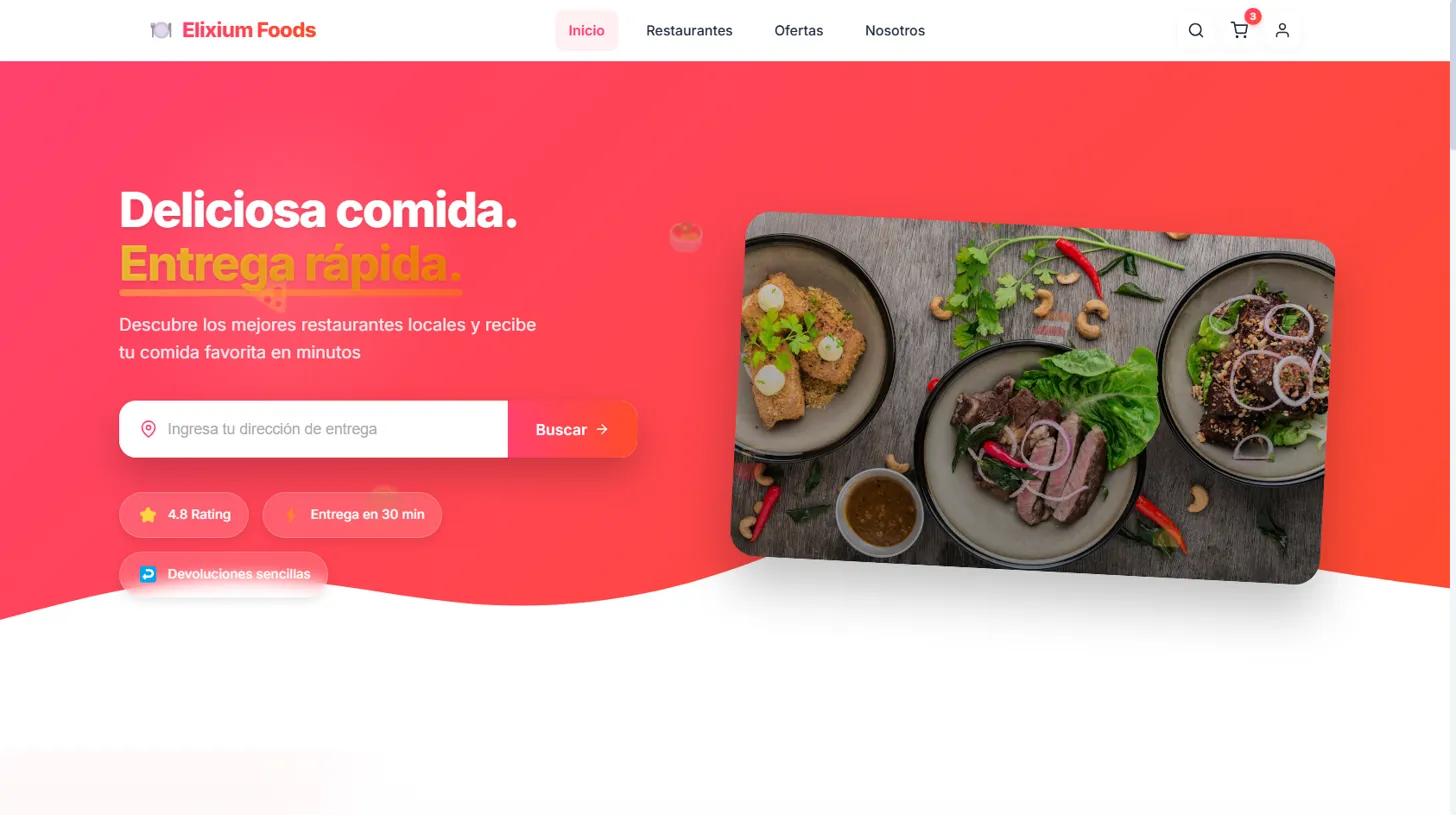 Elixium Foods
Inicio
Restaurantes
Ofertas
Nosotros
3
Deliciosa comida.
Entrega rápida.
Descubre los mejores restaurantes locales y recibe
tu comida favorita en minutos
Ingresa tu dirección de entrega
Buscar →
4.8 Rating
Entrega en 30 min
Devoluciones sencillas